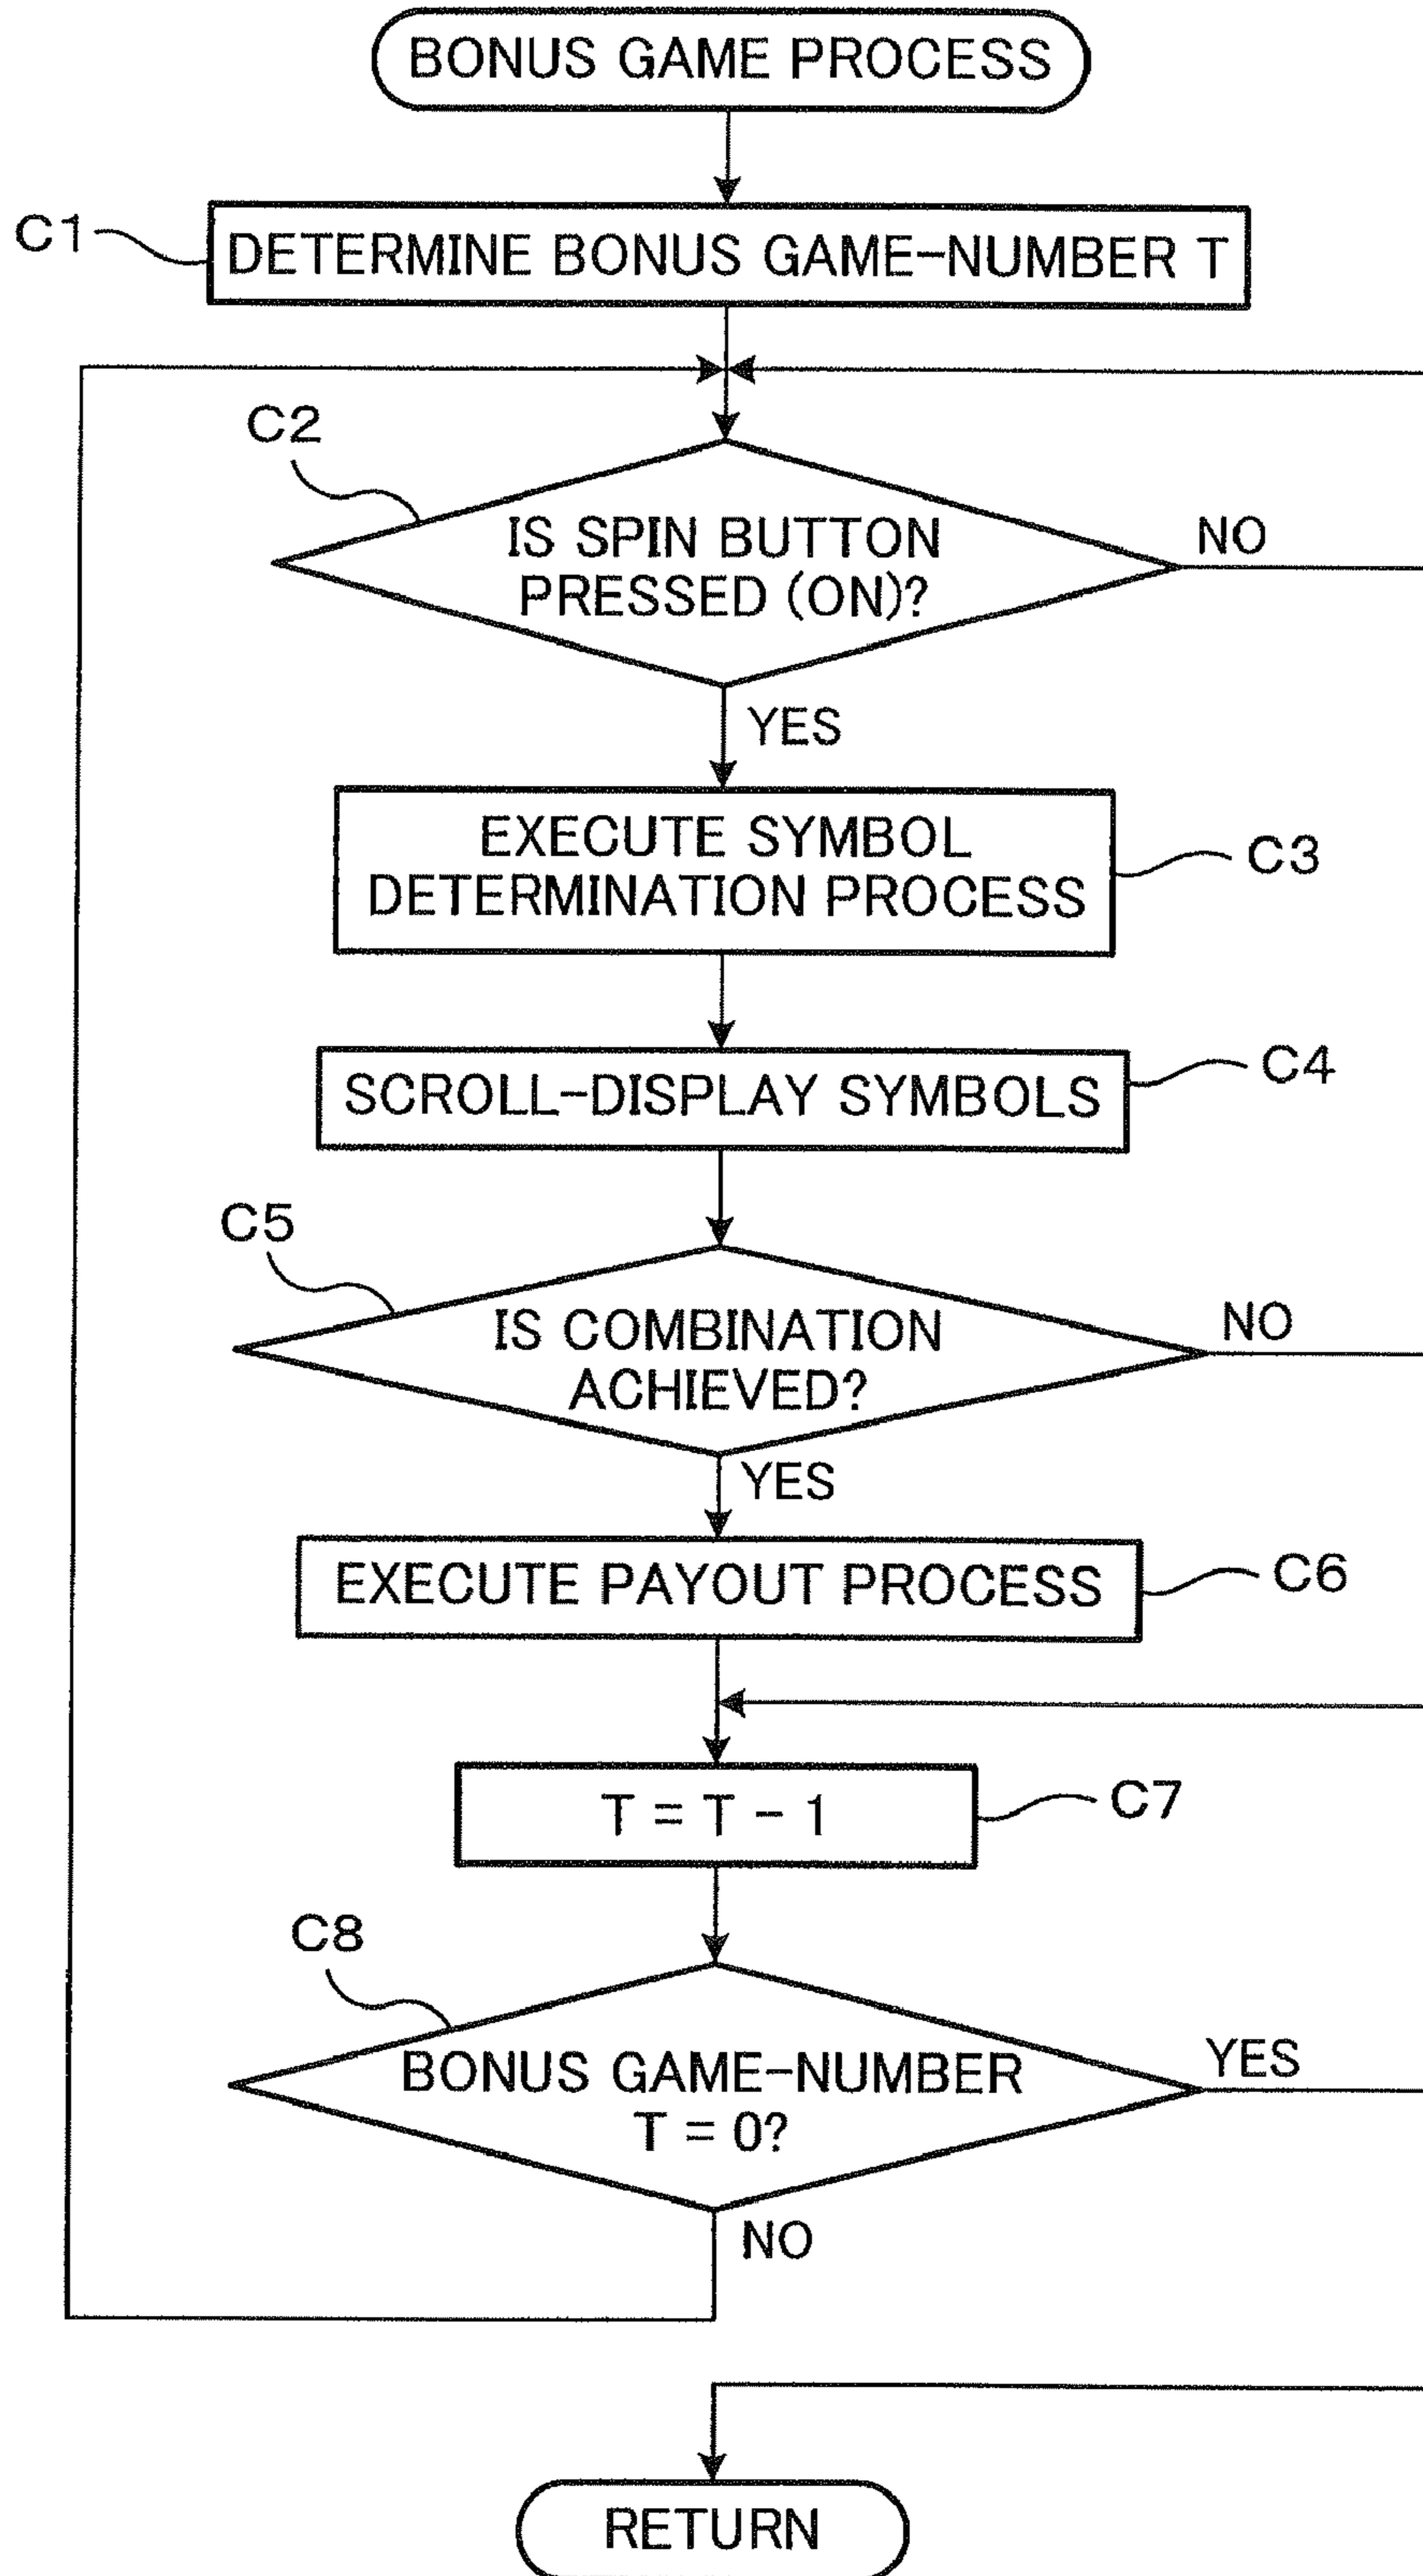 BONUS GAME PROCESS
C1
DETERMINE BONUS GAME-NUMBER T
C2
IS SPIN BUTTON
PRESSED (ON)?
NO
YES
EXECUTE SYMBOL
DETERMINATION PROCESS
C3
SCROLL-DISPLAY SYMBOLS
C4
C5
IS COMBINATION
ACHIEVED?
NO
YES
EXECUTE PAYOUT PROCESS
C6
T = T - 1
C7
C8
BONUS GAME-NUMBER
T = 0?
YES
NO
RETURN